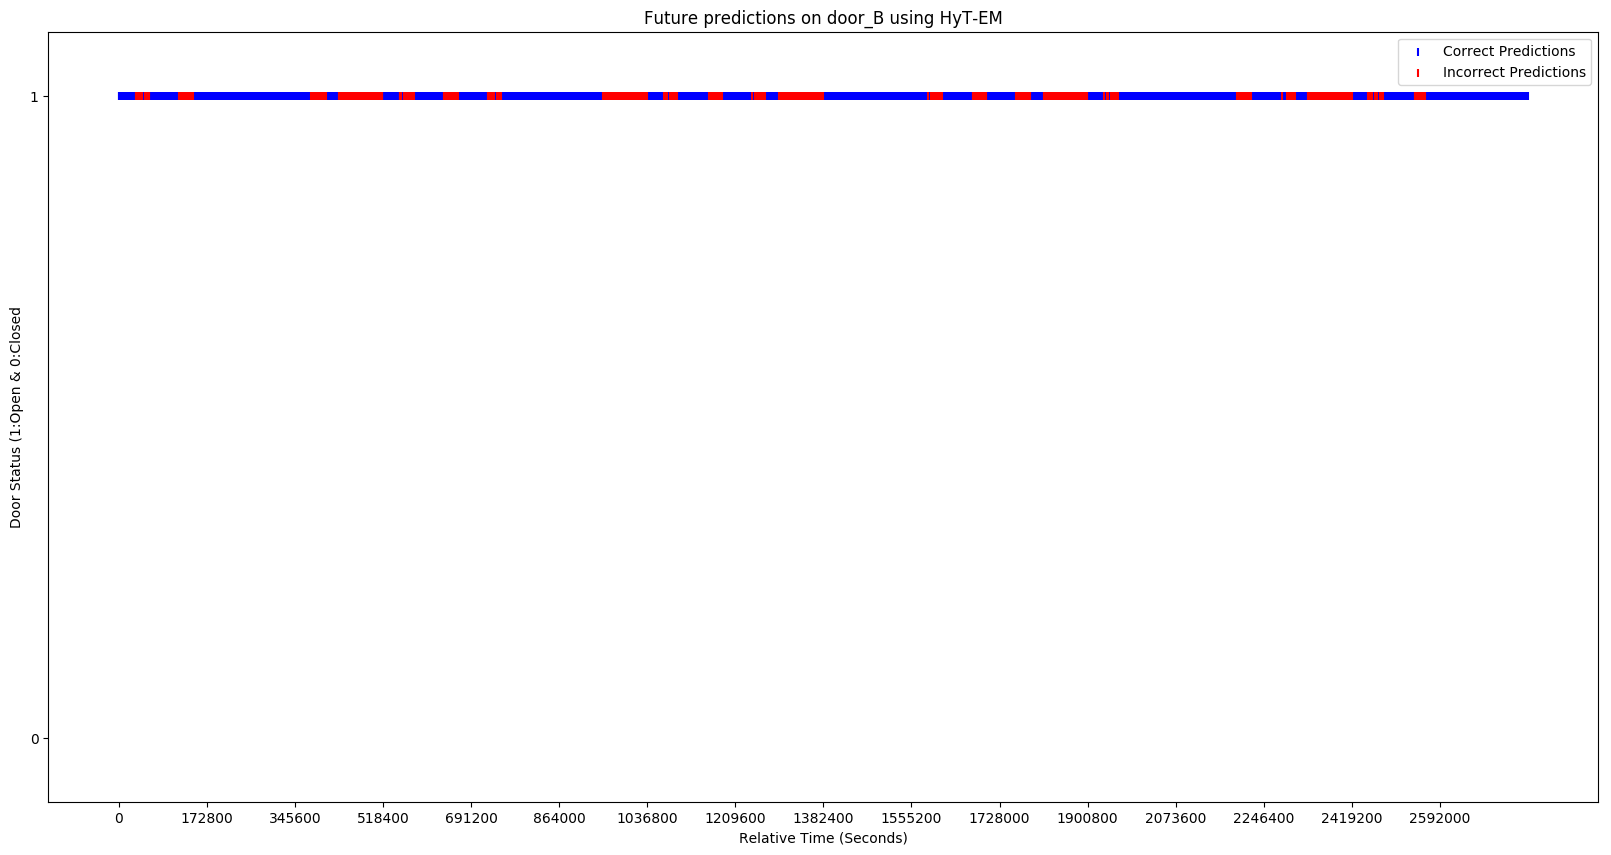 Future predictions on door_B using HyT-EM
Correct Predictions
Incorrect Predictions
1
Door Status (1:Open & 0:Closed
0
0 172800 345600 518400 691200 864000 1036800 1209600 1382400 1555200 1728000 1900800 2073600 2246400 2419200 2592000
Relative Time (Seconds)